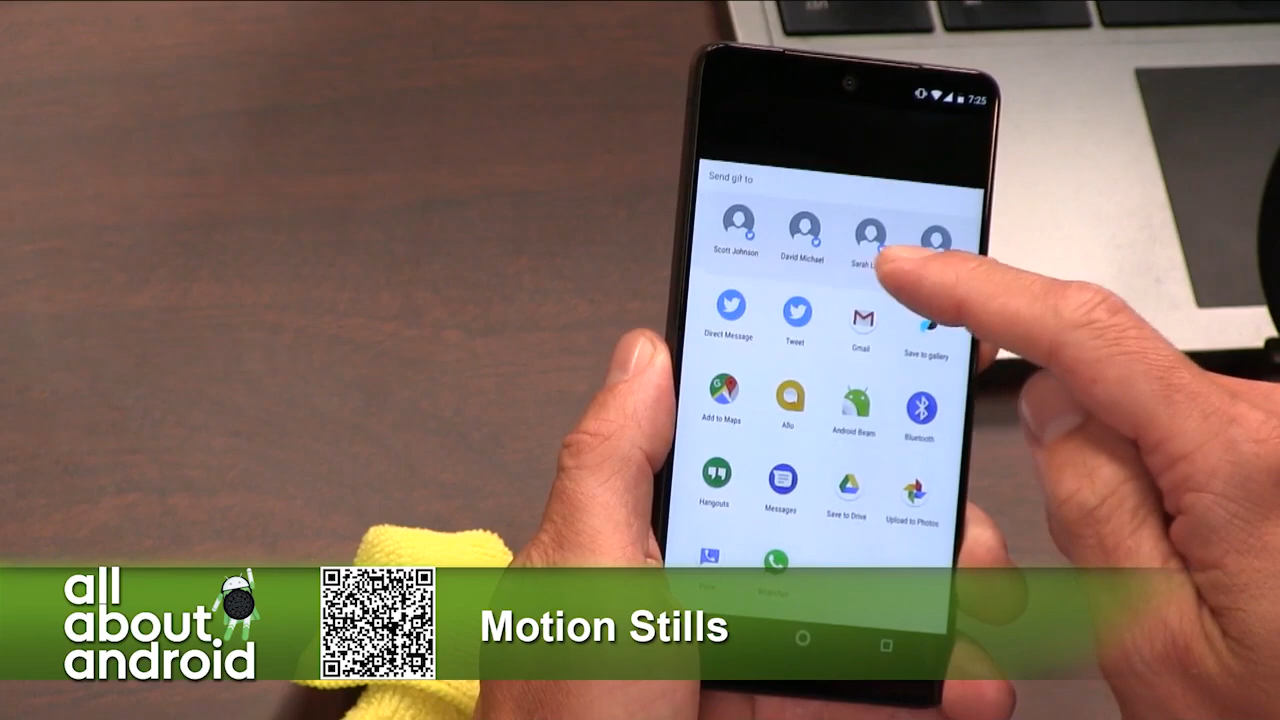 7:25
Send gif to
Scott Johnson
David Michael
Sarah
Direct Message
Tweet
Gmail
Save to gallery
Add to Maps
Allo
Android Beam
Bluetooth
Hangouts
Messages
Save to Drive
Upload to Photos
all
about
android
Motion Stills